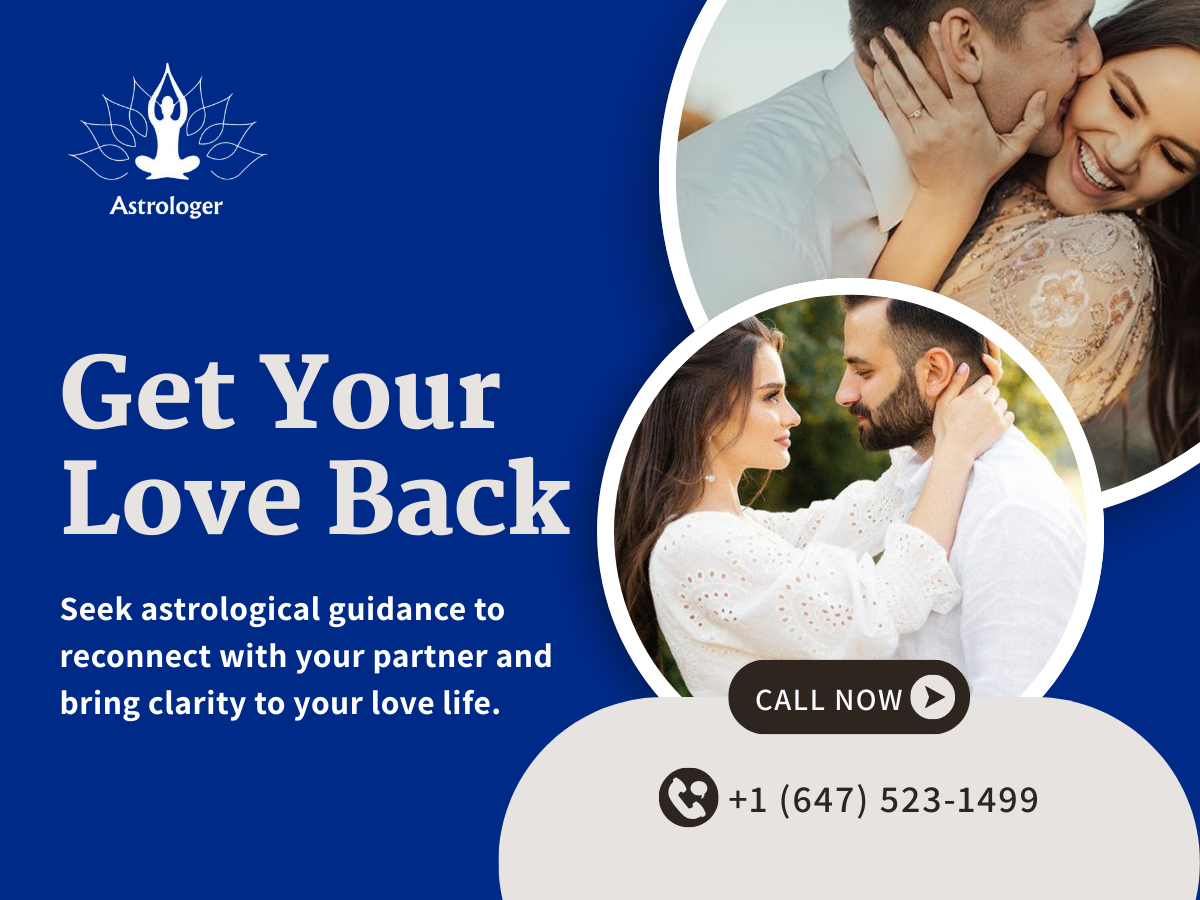 Astrologer
Get Your
Love Back
Seek astrological guidance to
reconnect with your partner and
bring clarity to your love life.
CALL NOW
+1 (647) 523-1499